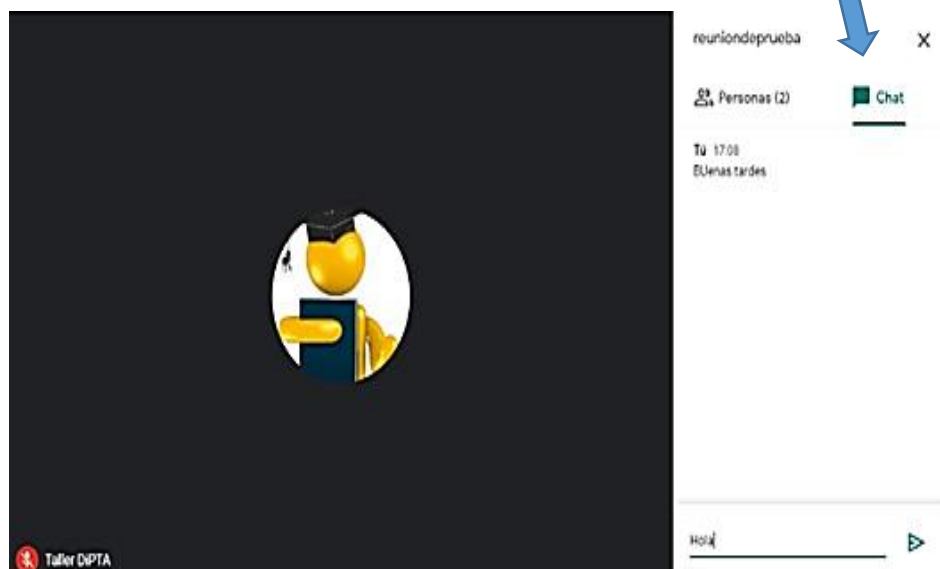 reuniondeprueba
Personas (2)
Chat
Tú 17:08
BUenas tardes
Hola
Taller DiPTA